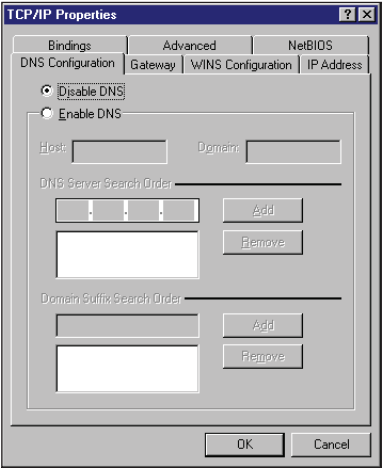 TCP/IP Properties
Bindings Advanced NetBIOS
DNS Configuration Gateway WINS Configuration IP Address
Disable DNS
Enable DNS
Host: Domain:
DNS Server Search Order
Add
Remove
Domain Suffix Search Order
Add
Remove
OK Cancel